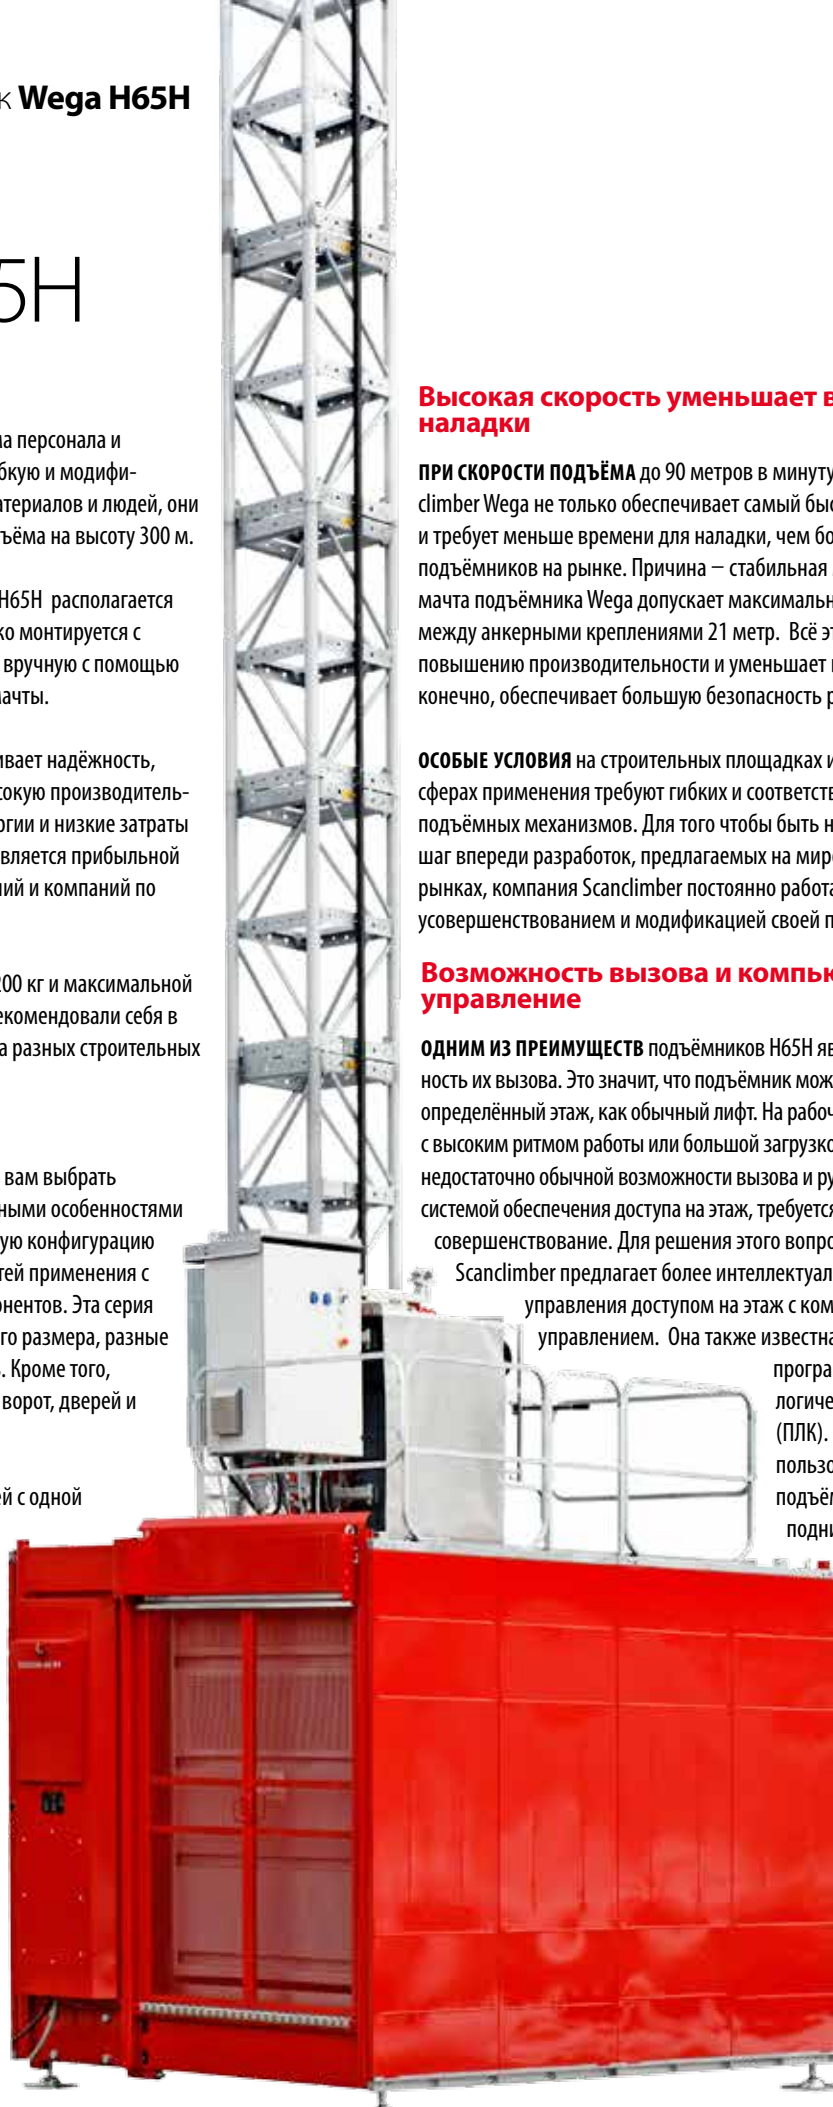 к Wega H65H
5H
ма персонала и
бкую и модифи-
атериалов и людей, они
ъёма на высоту 300 м.
H65H располагается
ко монтируется с
вручную с помощью
мачты.
ивает надёжность,
сокую производитель-
ргии и низкие затраты
вляется прибыльной
ний и компаний по
200 кг и максимальной
екомендовали себя в
а разных строительных
вам выбрать
ными особенностями
ую конфигурацию
тей применения с
онентов. Эта серия
го размера, разные
. Кроме того,
ворот, дверей и
й с одной
Высокая скорость уменьшает в
наладки
ПРИ СКОРОСТИ ПОДЪЁМА до 90 метров в минуту
climber Wega не только обеспечивает самый быс
и требует меньше времени для наладки, чем бо
подъёмников на рынке. Причина – стабильная
мачта подъёмника Wega допускает максимальн
между анкерными креплениями 21 метр. Всё эт
повышению производительности и уменьшает
конечно, обеспечивает большую безопасность р
ОСОБЫЕ УСЛОВИЯ на строительных площадках и
сферах применения требуют гибких и соответств
подъёмных механизмов. Для того чтобы быть н
шаг впереди разработок, предлагаемых на миро
рынках, компания Scanclimber постоянно работа
усовершенствованием и модификацией своей п
Возможность вызова и компью
управление
ОДНИМ ИЗ ПРЕИМУЩЕСТВ подъёмников H65H яв
ность их вызова. Это значит, что подъёмник мож
определённый этаж, как обычный лифт. На рабоч
с высоким ритмом работы или большой загрузко
недостаточно обычной возможности вызова и ру
системой обеспечения доступа на этаж, требуется
совершенствование. Для решения этого вопро
Scanclimber предлагает более интеллектуал
управления доступом на этаж с ком
управлением. Она также известна
програ
логиче
(ПЛК).
пользо
подъём
подни